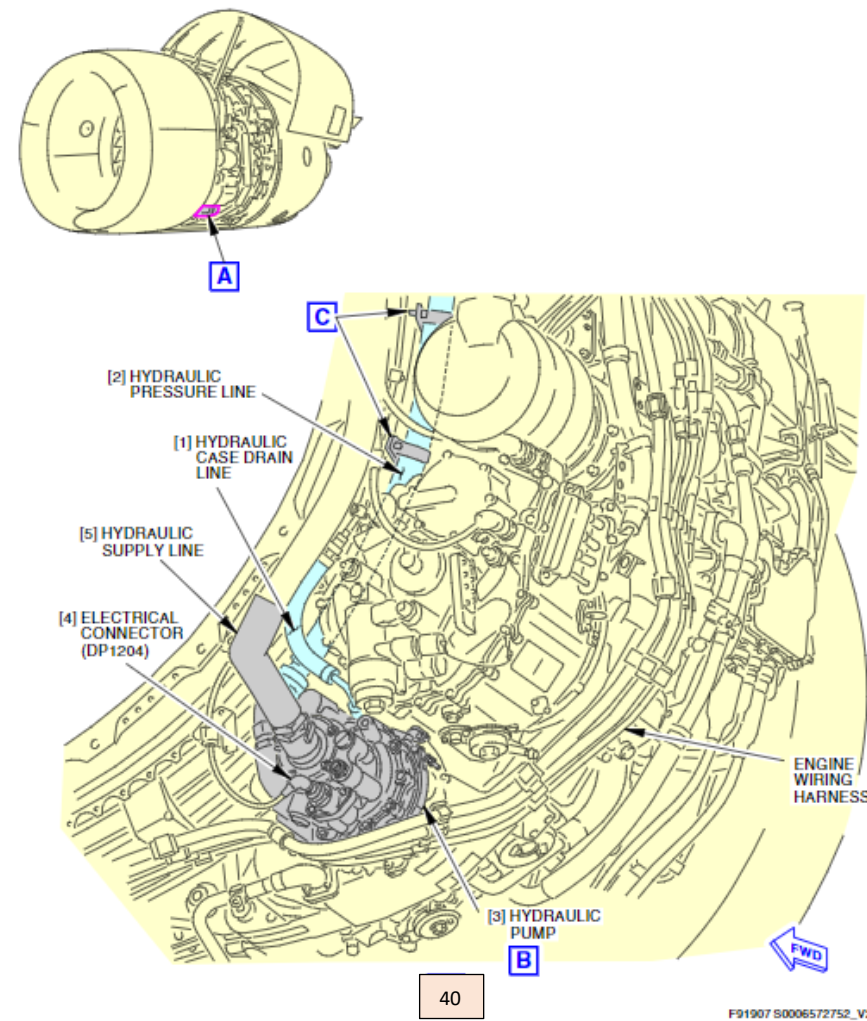 A
C
[2] HYDRAULIC
PRESSURE LINE
[1] HYDRAULIC
CASE DRAIN
LINE
[5] HYDRAULIC
SUPPLY LINE
[4] ELECTRICAL
CONNECTOR
(DP1204)
ENGINE
WIRING
HARNESS
[3] HYDRAULIC
PUMP
B
FWD
40
F91907 S0006572752_V